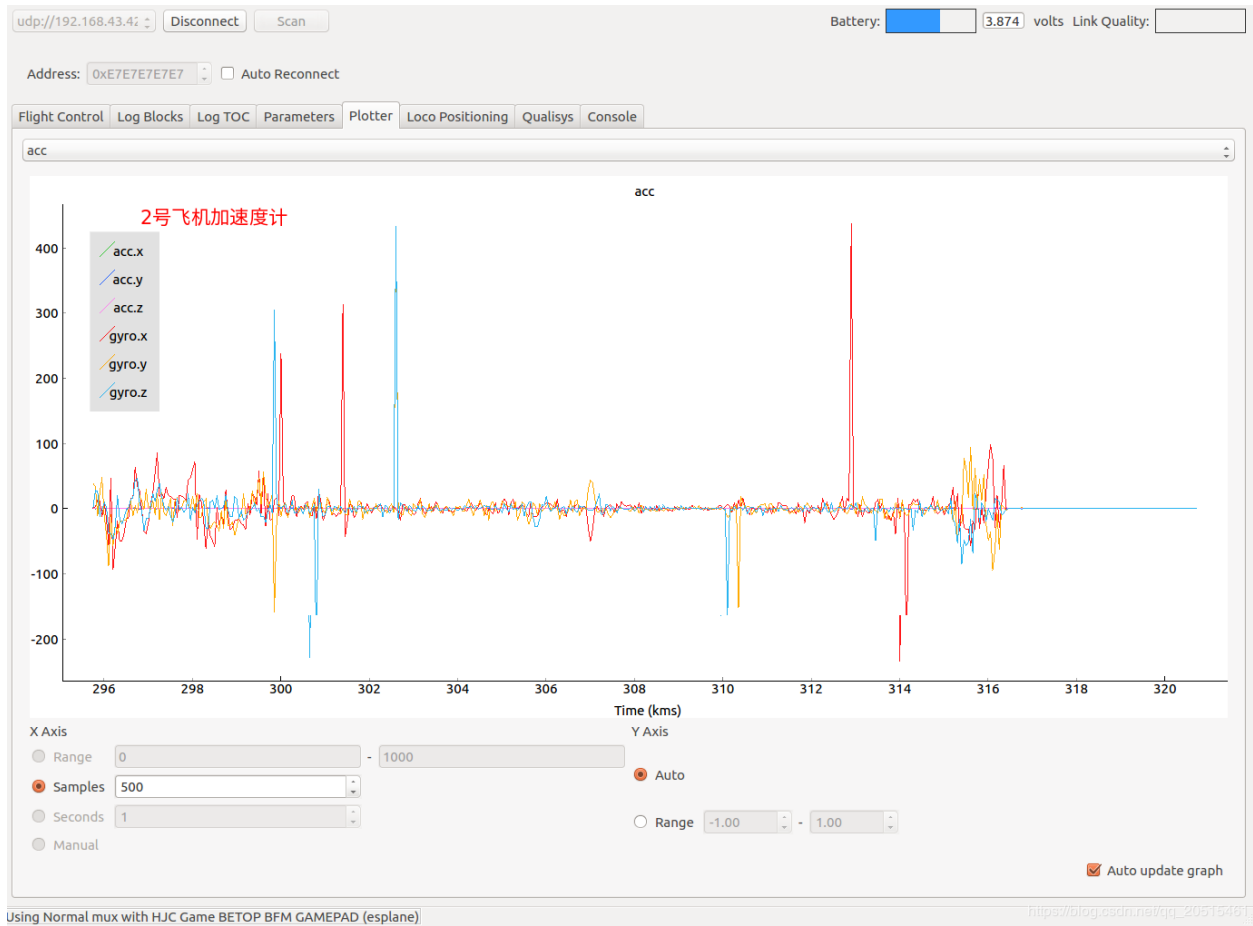 udp://192.168.43.42 Disconnect Scan Battery: 3.874 volts Link Quality:
Address: 0xE7E7E7E7E7 Auto Reconnect
Flight Control Log Blocks Log TOC Parameters Plotter Loco Positioning Qualisys Console
acc
acc
2号飞机加速度计
acc.x
acc.y
acc.z
gyro.x
gyro.y
gyro.z
400
300
200
100
0
-100
-200
296 298 300 302 304 306 308 310 312 314 316 318 320
Time (kms)
X Axis Y Axis
Range 0 - 1000
Auto
Samples 500
Seconds 1
Range -1.00 - 1.00
Manual
Auto update graph
Using Normal mux with HJC Game BETOP BFM GAMEPAD (esplane)
https://blog.csdn.net/qq_20515461